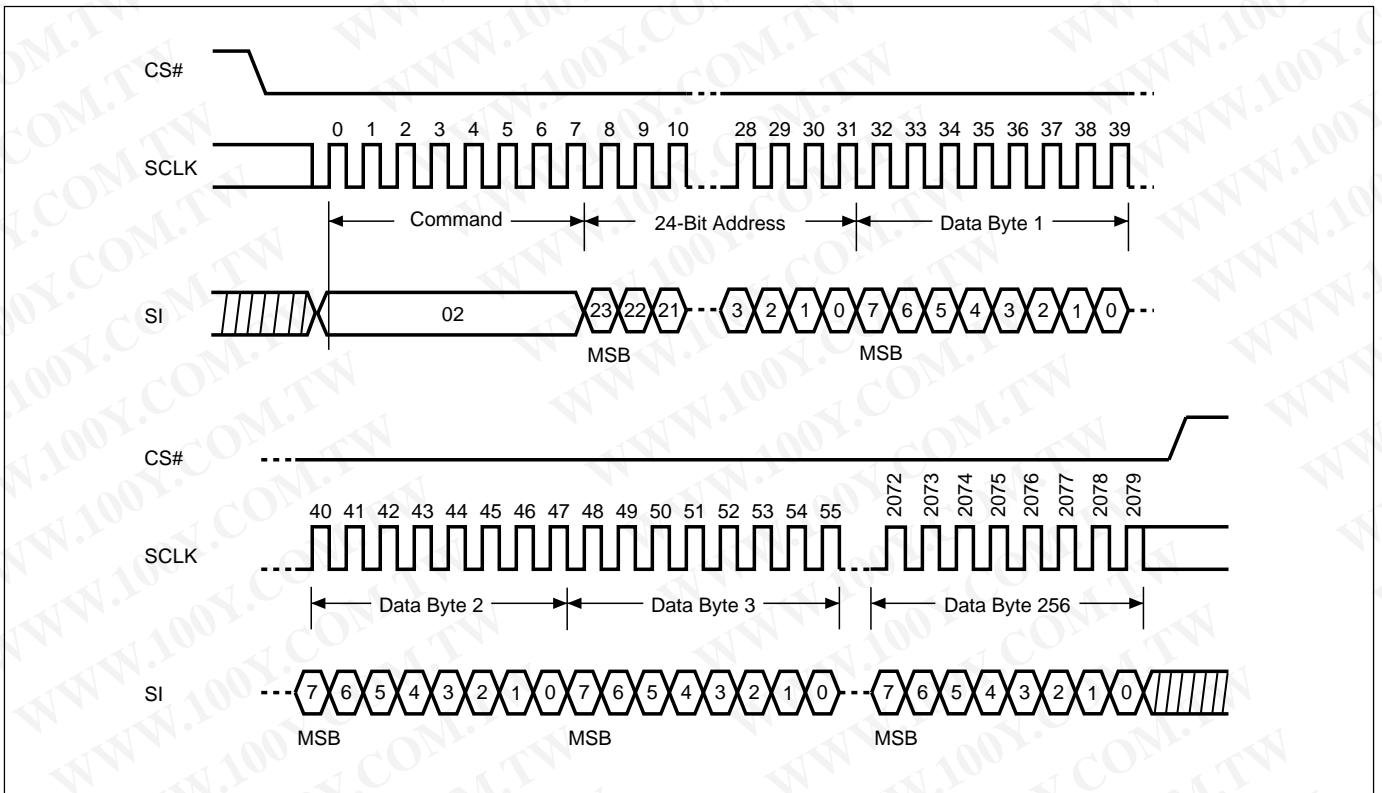 CS#
0 1 2 3 4 5 6 7 8 9 10 28 29 30 31 32 33 34 35 36 37 38 39
SCLK
Command 24-Bit Address Data Byte 1
SI 02 23 22 21 3 2 1 0 7 6 5 4 3 2 1 0
MSB MSB
CS#
40 41 42 43 44 45 46 47 48 49 50 51 52 53 54 55 2072 2073 2074 2075 2076 2077 2078 2079
SCLK
Data Byte 2 Data Byte 3 Data Byte 256
SI 7 6 5 4 3 2 1 0 7 6 5 4 3 2 1 0 7 6 5 4 3 2 1 0
MSB MSB MSB
WWW.100Y.COM.TW